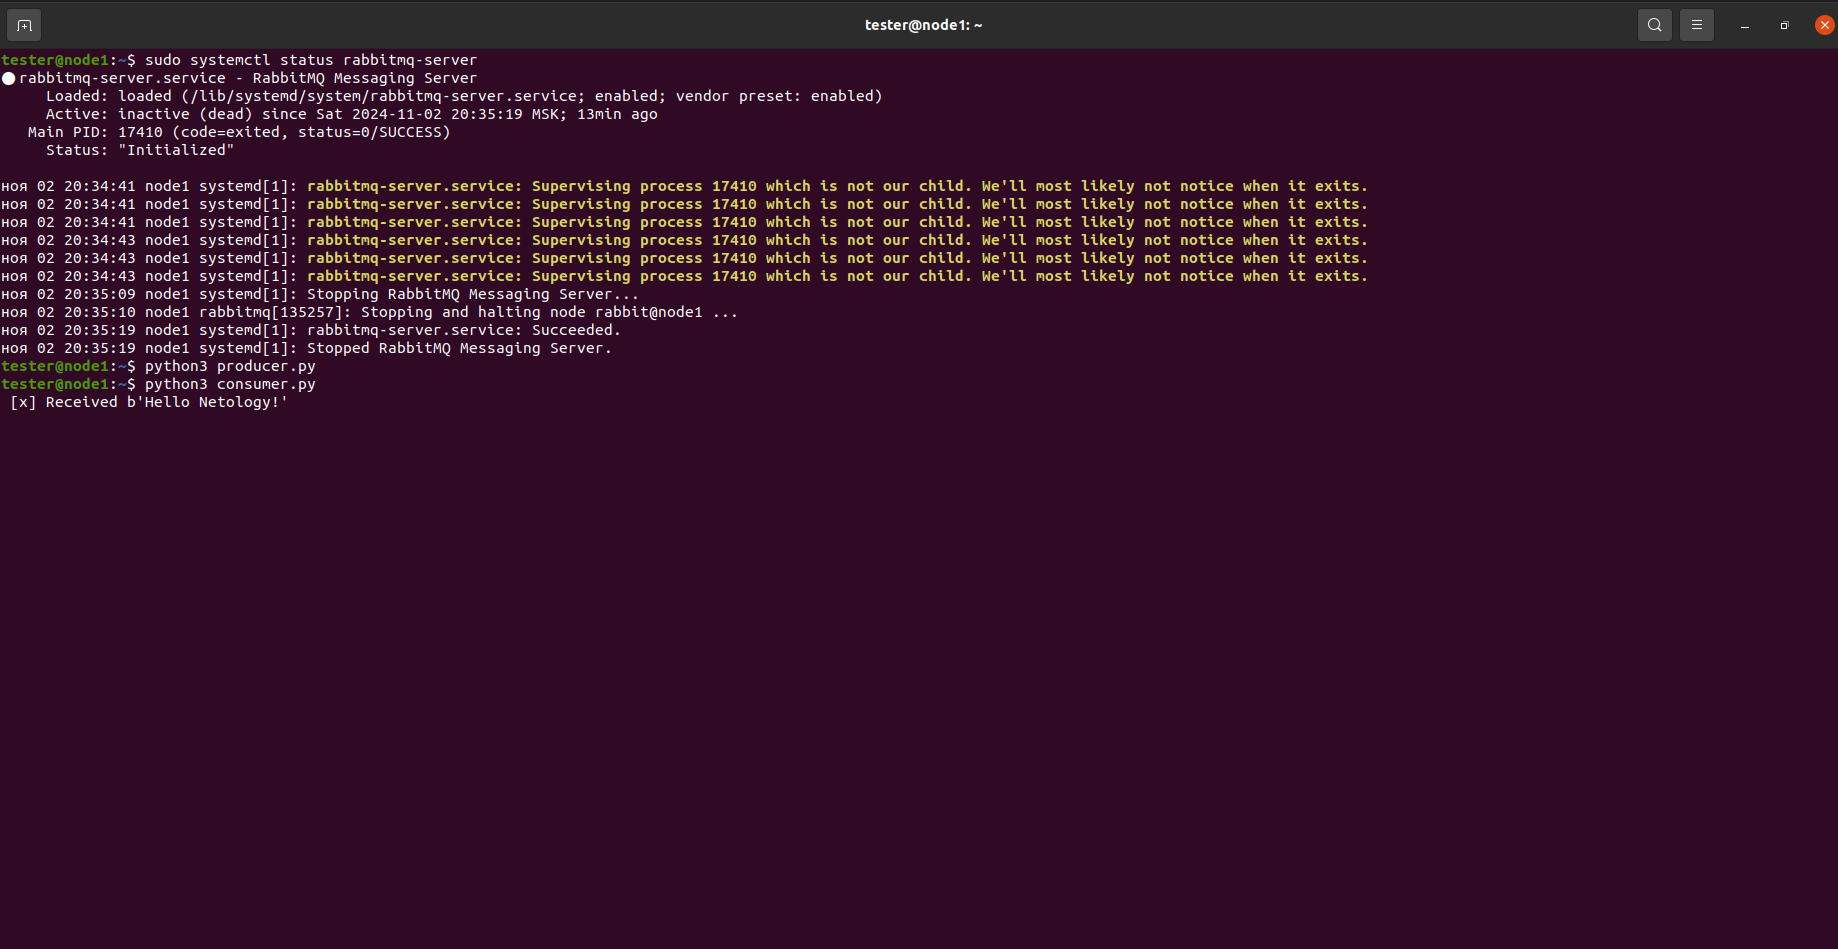 tester@node1: ~
tester@node1:~$ sudo systemctl status rabbitmq-server
● rabbitmq-server.service - RabbitMQ Messaging Server
     Loaded: loaded (/lib/systemd/system/rabbitmq-server.service; enabled; vendor preset: enabled)
     Active: inactive (dead) since Sat 2024-11-02 20:35:19 MSK; 13min ago
   Main PID: 17410 (code=exited, status=0/SUCCESS)
     Status: "Initialized"
ноя 02 20:34:41 node1 systemd[1]: rabbitmq-server.service: Supervising process 17410 which is not our child. We'll most likely not notice when it exits.
ноя 02 20:34:41 node1 systemd[1]: rabbitmq-server.service: Supervising process 17410 which is not our child. We'll most likely not notice when it exits.
ноя 02 20:34:41 node1 systemd[1]: rabbitmq-server.service: Supervising process 17410 which is not our child. We'll most likely not notice when it exits.
ноя 02 20:34:43 node1 systemd[1]: rabbitmq-server.service: Supervising process 17410 which is not our child. We'll most likely not notice when it exits.
ноя 02 20:34:43 node1 systemd[1]: rabbitmq-server.service: Supervising process 17410 which is not our child. We'll most likely not notice when it exits.
ноя 02 20:34:43 node1 systemd[1]: rabbitmq-server.service: Supervising process 17410 which is not our child. We'll most likely not notice when it exits.
ноя 02 20:35:09 node1 systemd[1]: Stopping RabbitMQ Messaging Server...
ноя 02 20:35:10 node1 rabbitmq[135257]: Stopping and halting node rabbit@node1 ...
ноя 02 20:35:19 node1 systemd[1]: rabbitmq-server.service: Succeeded.
ноя 02 20:35:19 node1 systemd[1]: Stopped RabbitMQ Messaging Server.
tester@node1:~$ python3 producer.py
tester@node1:~$ python3 consumer.py
 [x] Received b'Hello Netology!'